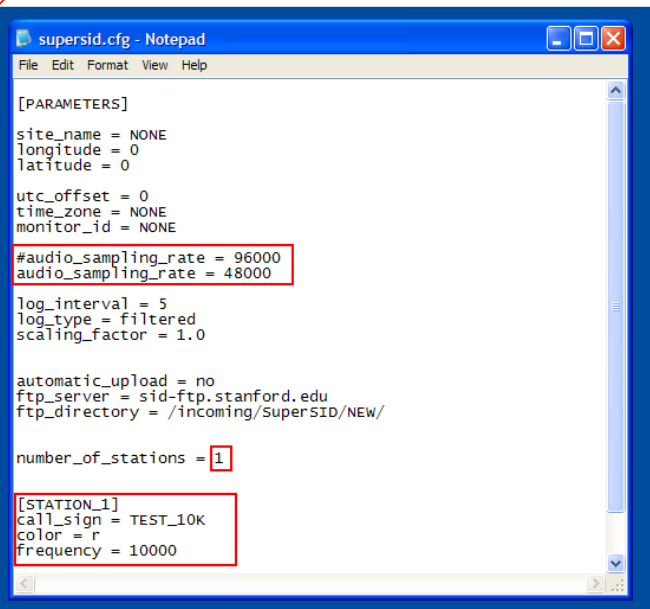 supersid.cfg - Notepad
File Edit Format View Help
[PARAMETERS]
site_name = NONE
longitude = 0
latitude = 0
utc_offset = 0
time_zone = NONE
monitor_id = NONE
#audio_sampling_rate = 96000
audio_sampling_rate = 48000
log_interval = 5
log_type = filtered
scaling_factor = 1.0
automatic_upload = no
ftp_server = sid-ftp.stanford.edu
ftp_directory = /incoming/SuperSID/NEW/
number_of_stations = 1
[STATION_1]
call_sign = TEST_10K
color = r
frequency = 10000